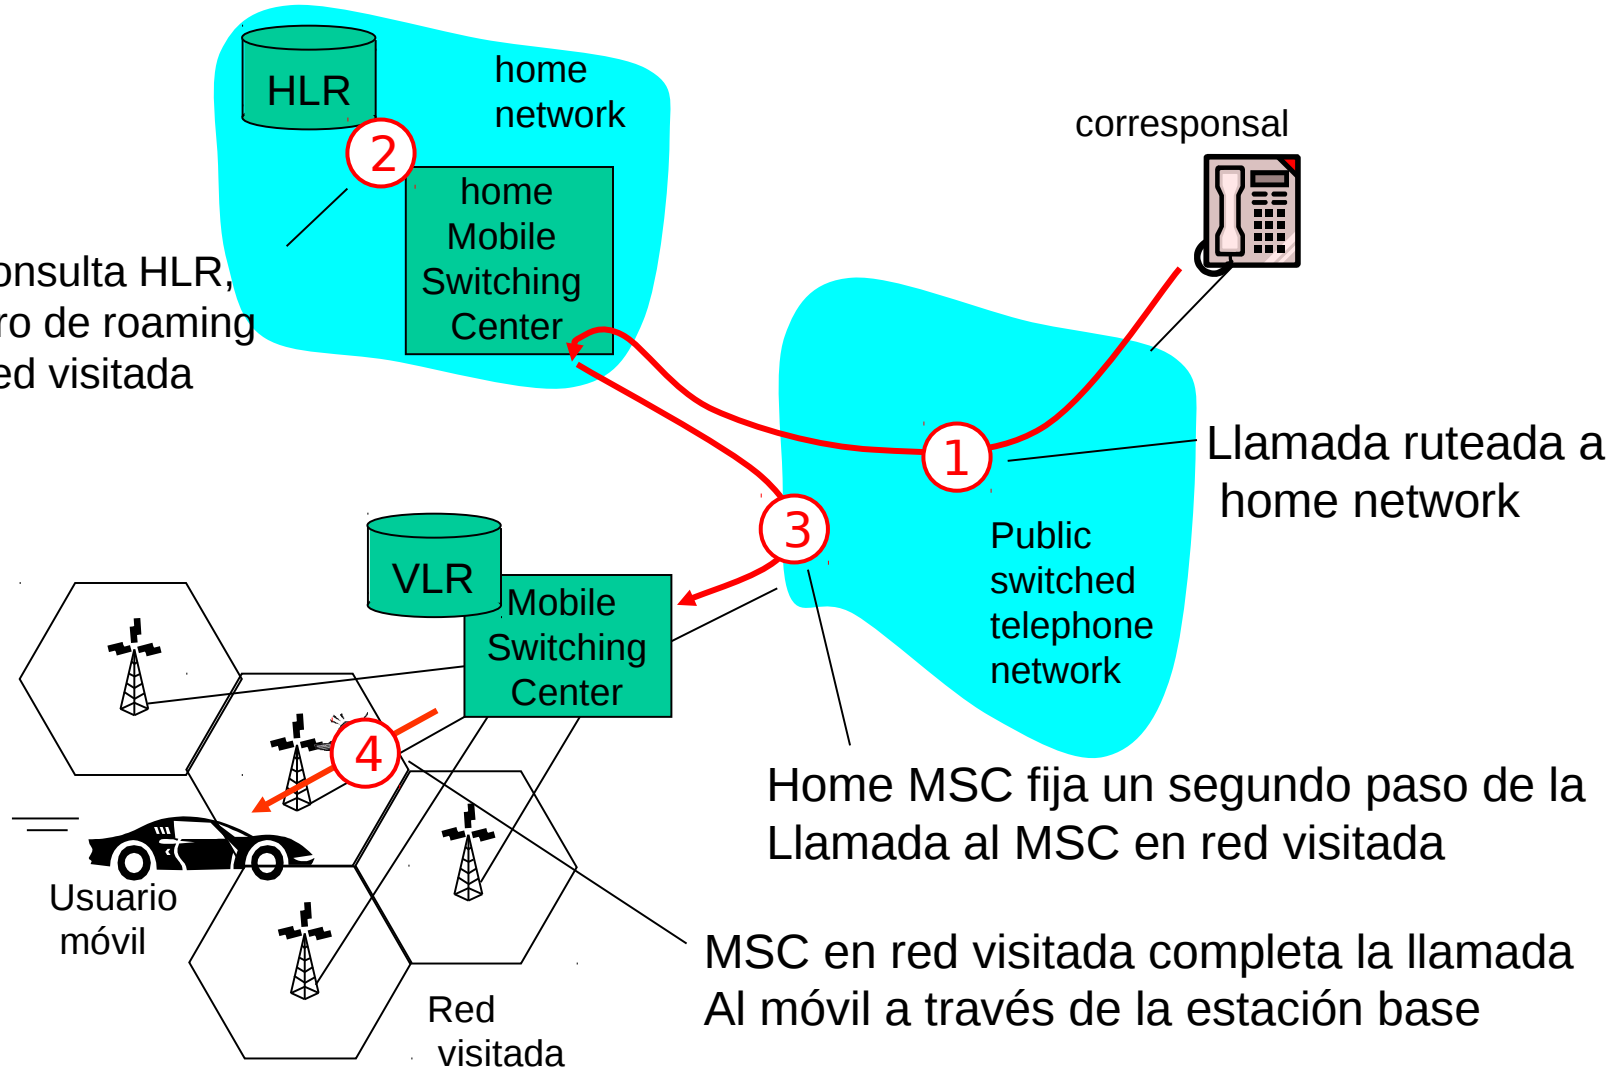 HLR
home
network
2
home
Mobile
Switching
Center
corresponsal
onsulta HLR,
ro de roaming
ed visitada
1
Llamada ruteada a
home network
3
Public
switched
telephone
network
VLR
Mobile
Switching
Center
4
Home MSC fija un segundo paso de la
Llamada al MSC en red visitada
Usuario
móvil
MSC en red visitada completa la llamada
Al móvil a través de la estación base
Red
visitada